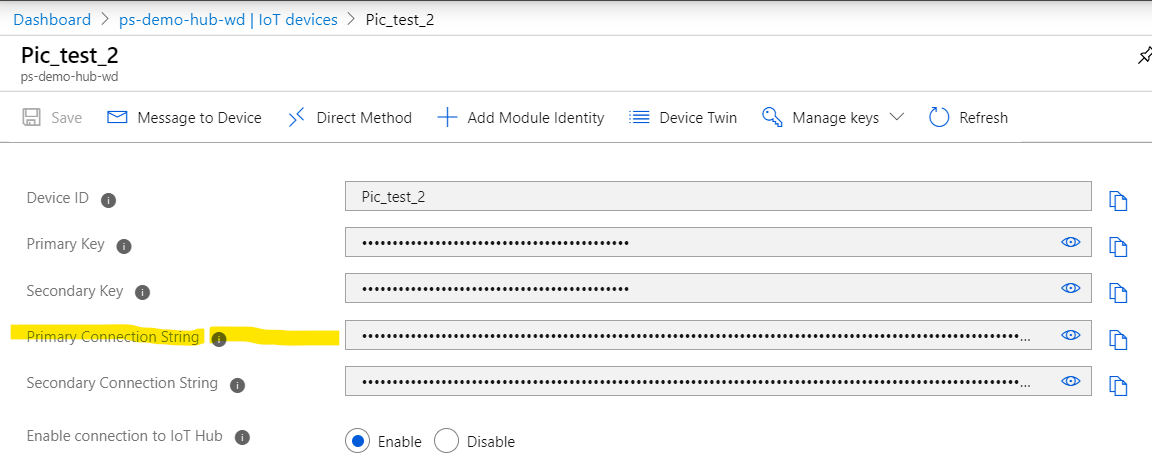 Dashboard > ps-demo-hub-wd | IoT devices > Pic_test_2
Pic_test_2
ps-demo-hub-wd
Save Message to Device Direct Method Add Module Identity Device Twin Manage keys Refresh
Device ID i Pic_test_2
Primary Key i ••••••••••••••••••••••••••••••••••••••••••••
Secondary Key i ••••••••••••••••••••••••••••••••••••••••••••
Primary Connection String i ••••••••••••••••••••••••••••••••••••••••••••••••••••••••••••••••••••••••••••••••••••••••••••••••••••••••••••...
Secondary Connection String i ••••••••••••••••••••••••••••••••••••••••••••••••••••••••••••••••••••••••••••••••••••••••••••••••••••••••••••...
Enable connection to IoT Hub i Enable Disable